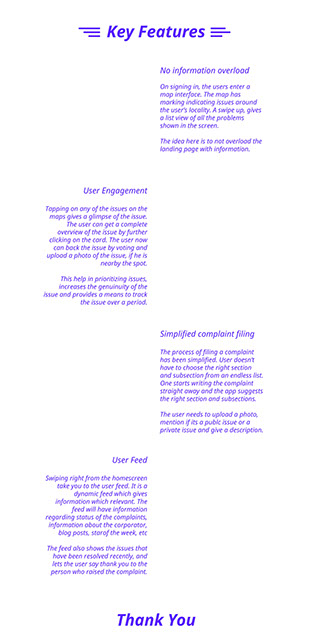 Key Features
No information overload
On signing in, the users enter a
map interface. The map has
marking indicating issues around
the user's locality. A swipe up, gives
a list view of all the problems
shown in the screen.
The idea here is to not overload the
landing page with information.
User Engagement
Tapping on any of the issues on the
maps gives a glimpse of the issue.
The user can get a complete
overview of the issue by further
clicking on the card. The user now
can back the issue by voting and
upload a photo of the issue, if he is
nearby the spot.
This help in prioritizing issues,
increases the genuinity of the
issue and provides a means to track
the issue over a period.
Simplified complaint filing
The process of filing a complaint
has been simplified. User doesn't
have to choose the right section
and subsection from an endless list.
One starts writing the complaint
straight away and the app suggests
the right section and subsections.
The user needs to upload a photo,
mention if its a publc issue or a
private issue and give a description.
User Feed
Swiping right from the homescreen
take you to the user feed. It is a
dynamic feed which gives
information which relevant. The
feed will have information
regarding status of the complaints,
information about the corporator,
blog posts, starof the week, etc
The feed also shows the issues that
have been resolved recently, and
lets the user say thank you to the
person who raised the complaint.
Thank You